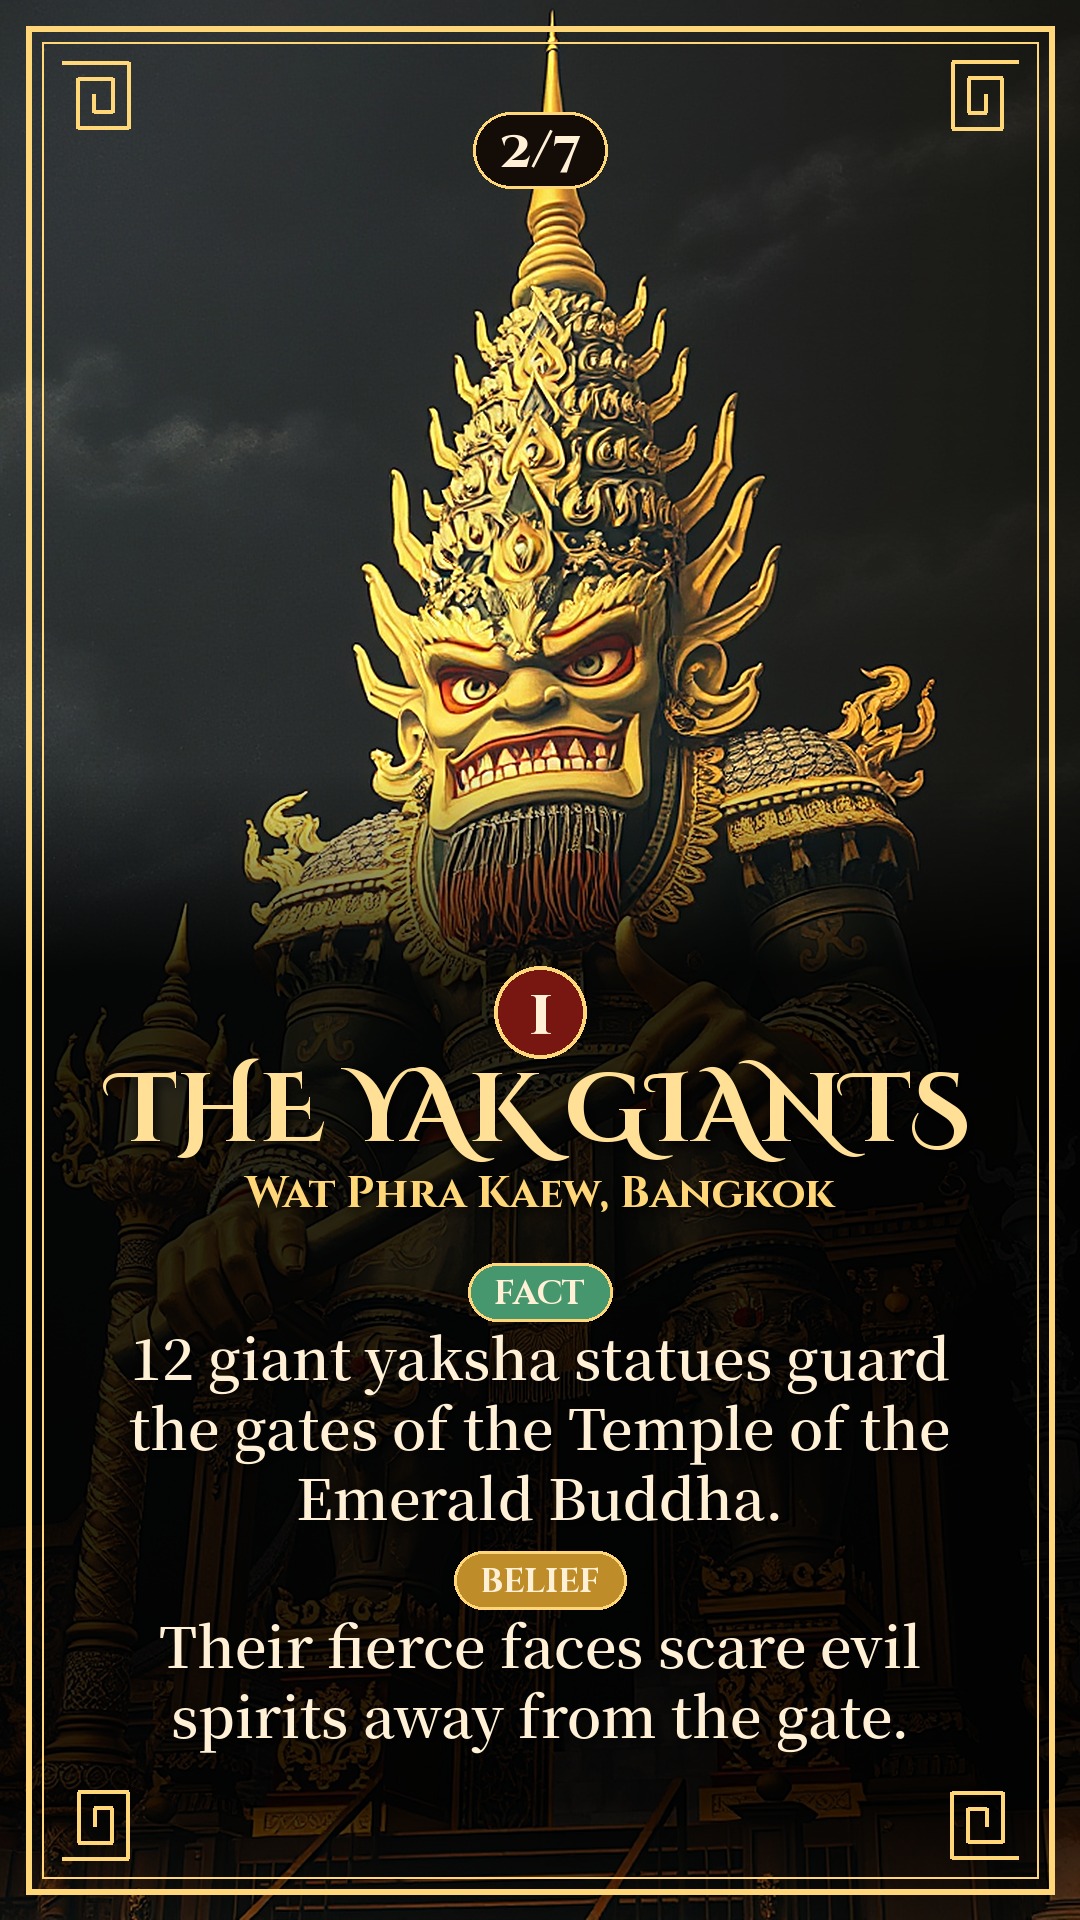 2/7
I
THE YAK GIANTS
WAT PHRA KAEW, BANGKOK
FACT
12 giant yaksha statues guard
the gates of the Temple of the
Emerald Buddha.
BELIEF
Their fierce faces scare evil
spirits away from the gate.